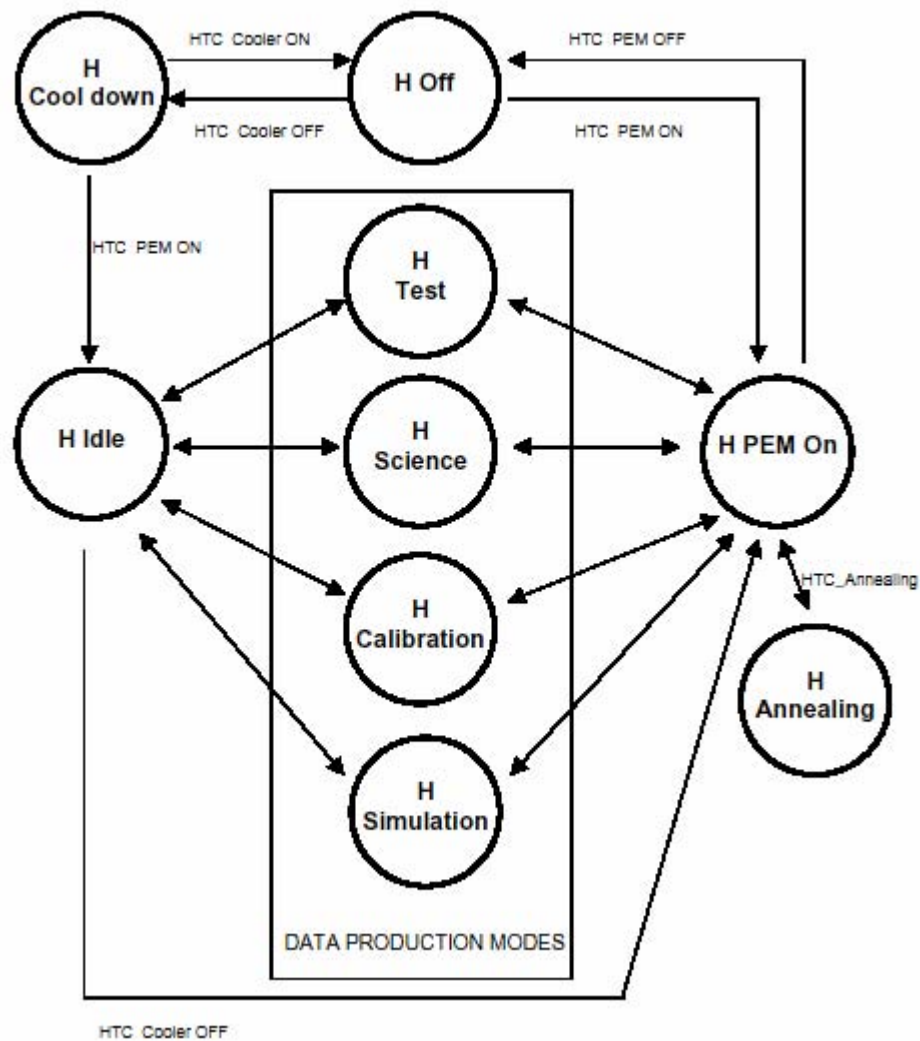 HTC Cooler ON
HTC PEM OFF
H
Cool down
H Off
HTC Cooler OFF
HTC PEM ON
HTC PEM ON
H
Test
H Idle
H
Science
H PEM On
HTC_Annealing
H
Calibration
H
Annealing
H
Simulation
DATA PRODUCTION MODES
HTC Cooler OFF